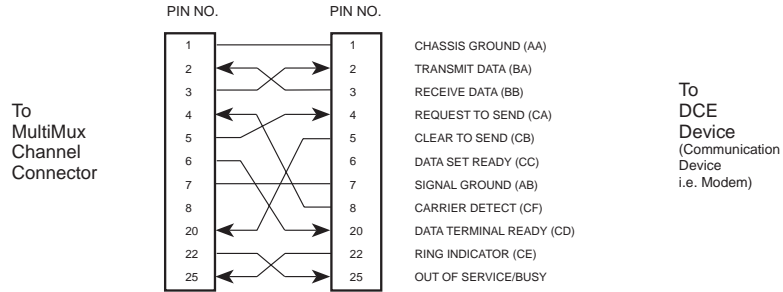 PIN NO. PIN NO.
1 1 CHASSIS GROUND (AA)
2 2 TRANSMIT DATA (BA)
3 3 RECEIVE DATA (BB)
4 4 REQUEST TO SEND (CA)
5 5 CLEAR TO SEND (CB)
6 6 DATA SET READY (CC)
7 7 SIGNAL GROUND (AB)
8 8 CARRIER DETECT (CF)
20 20 DATA TERMINAL READY (CD)
22 22 RING INDICATOR (CE)
25 25 OUT OF SERVICE/BUSY
To
MultiMux
Channel
Connector
To
DCE
Device
(Communication
Device
i.e. Modem)